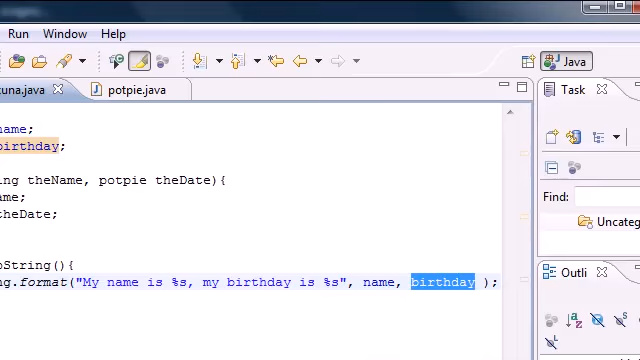 Run Window Help
Java
tuna.java potpie.java Task
name;
birthday;
ing theName, potpie theDate){
ame;
theDate;
Find:
Uncateg
oString(){
ng.format("My name is %s, my birthday is %s", name, birthday );
Outli